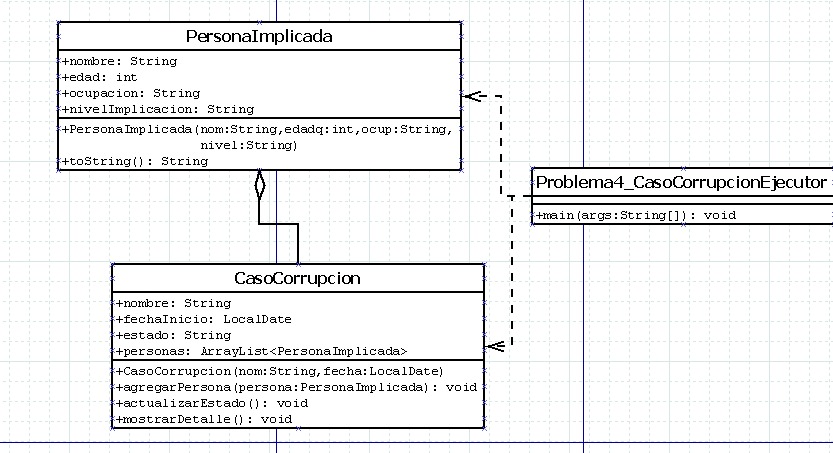 PersonaImplicada
+nombre: String
+edad: int
+ocupacion: String
+nivelImplicacion: String
+PersonaImplicada(nom:String,edadq:int,ocup:String,
nivel:String)
+toString(): String
Problema4_CasoCorrupcionEjecutor
+main(args:String[]): void
CasoCorrupcion
+nombre: String
+fechaInicio: LocalDate
+estado: String
+personas: ArrayList<PersonaImplicada>
+CasoCorrupcion(nom:String,fecha:LocalDate)
+agregarPersona(persona:PersonaImplicada): void
+actualizarEstado(): void
+mostrarDetalle(): void